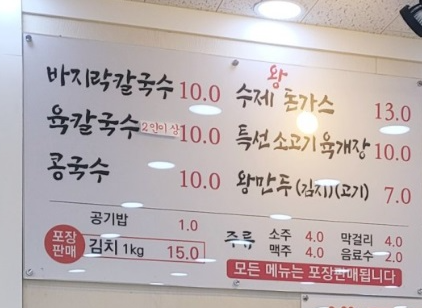 바지락칼국수 10.0
육칼국수 2인이상 10.0
콩국수 10.0
왕
수제 돈가스 13.0
특선 소고기 육개장 10.0
왕만두 (김치)(고기) 7.0
공기밥 1.0
포장
판매
김치 1kg 15.0
주류
소주 4.0 막걸리 4.0
맥주 4.0 음료수 2.0
모든 메뉴는 포장판매됩니다